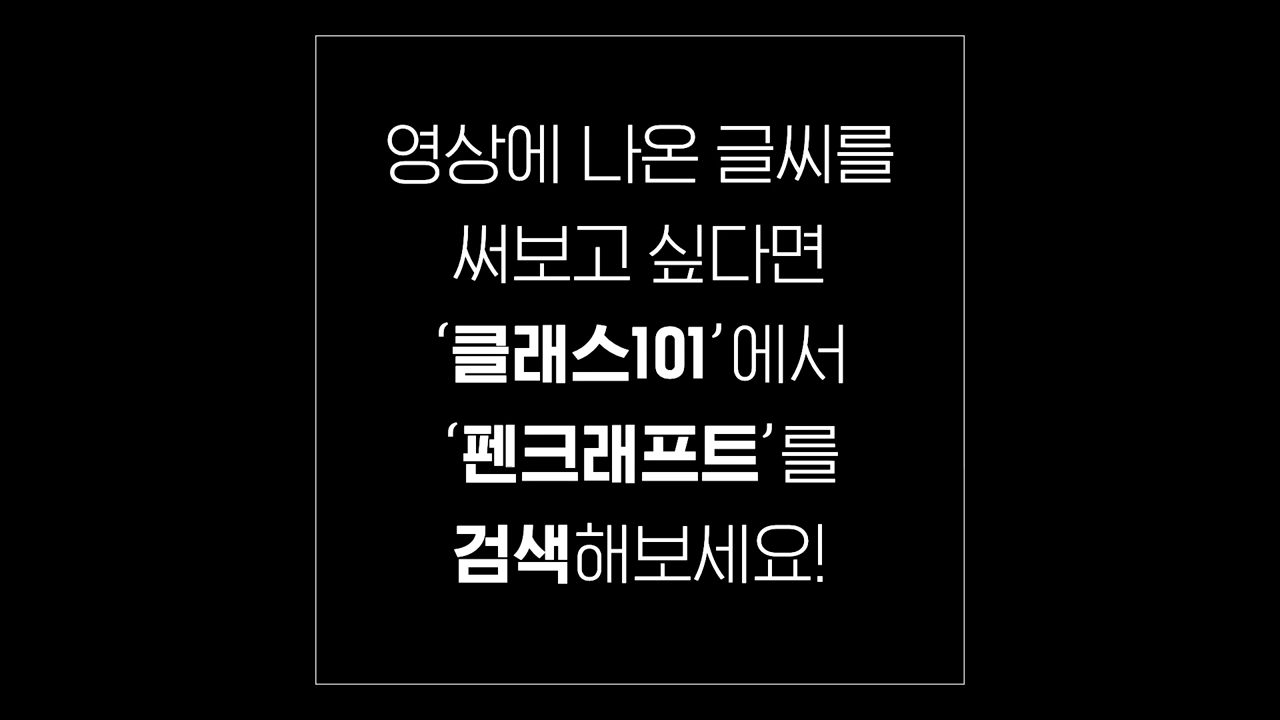 영상에 나온 글씨를
써보고 싶다면
‘클래스101’에서
‘펜크래프트’를
검색해보세요!